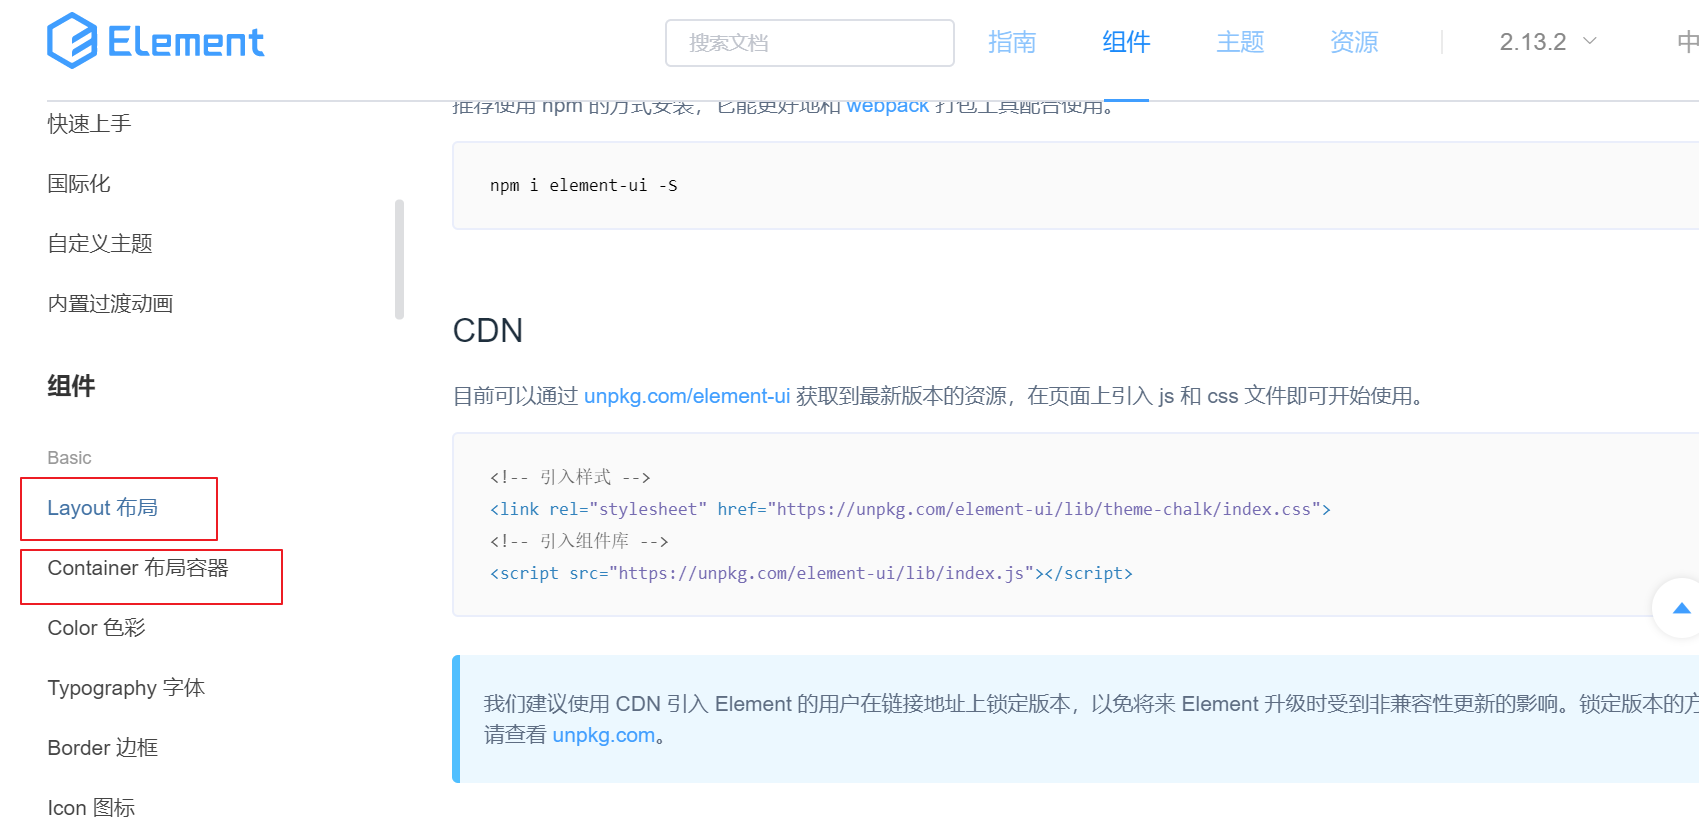 Element
搜索文档
指南
组件
主题
资源
2.13.2
中
快速上手
国际化
自定义主题
内置过渡动画
组件
Basic
Layout 布局
Container 布局容器
Color 色彩
Typography 字体
Border 边框
Icon 图标
推荐使用 npm 的方式安装，它能更好地和 webpack 打包工具配合使用。
npm i element-ui -S
CDN
目前可以通过 unpkg.com/element-ui 获取到最新版本的资源，在页面上引入 js 和 css 文件即可开始使用。
<!-- 引入样式 -->
<link rel="stylesheet" href="https://unpkg.com/element-ui/lib/theme-chalk/index.css">
<!-- 引入组件库 -->
<script src="https://unpkg.com/element-ui/lib/index.js"></script>
我们建议使用 CDN 引入 Element 的用户在链接地址上锁定版本，以免将来 Element 升级时受到非兼容性更新的影响。锁定版本的方
请查看 unpkg.com。